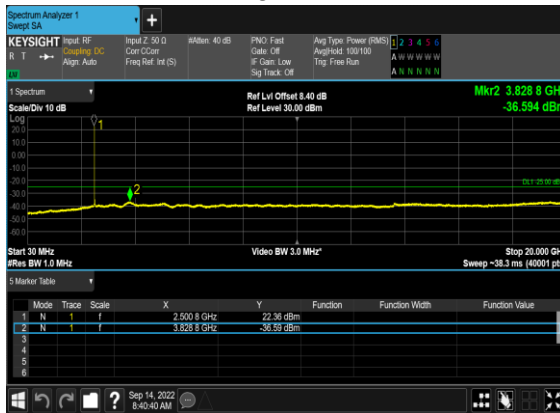 Spectrum Analyzer 1
Swept SA
+
KEYSIGHT Input: RF Input Z: 50 Ω #Atten: 40 dB PNO: Fast Avg Type: Power (RMS) 1 2 3 4 5 6
R T Coupling: DC Corr CCorr Gate: Off Avg|Hold: 100/100 A W W W W W
Align: Auto Freq Ref: Int (S) IF Gain: Low Trig: Free Run
Sig Track: Off A N N N N N
1 Spectrum Ref Lvl Offset 8.40 dB Mkr2 3.828 8 GH
Scale/Div 10 dB Ref Level 30.00 dBm -36.594 dB
Log
20.0
10.0
0.00
-10.0
-20.0
-30.0
-40.0
-50.0
-60.0
1
2
DL1 -25.00 dB
Start 30 MHz Video BW 3.0 MHz* Stop 20.000 GH
#Res BW 1.0 MHz Sweep ~38.3 ms (40001 pt
5 Marker Table
Mode Trace Scale X Y Function Function Width Function Value
1 N 1 f 2.500 8 GHz 22.36 dBm
2 N 1 f 3.828 8 GHz -36.59 dBm
3
4
5
6
? Sep 14, 2022
8:40:40 AM